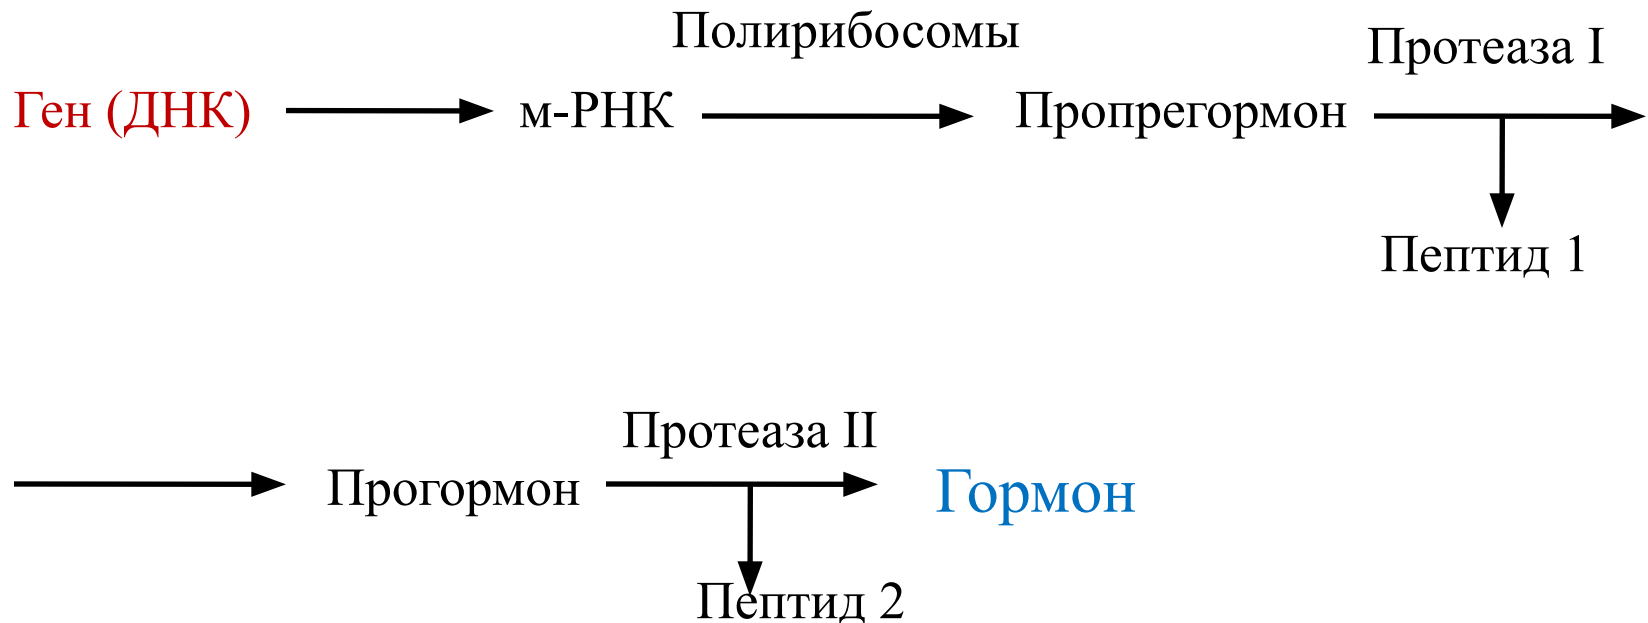 Полирибосомы
Протеаза I
Ген (ДНК)
м-РНК
Пропрегормон
Пептид 1
Протеаза II
Прогормон
Гормон
Пептид 2